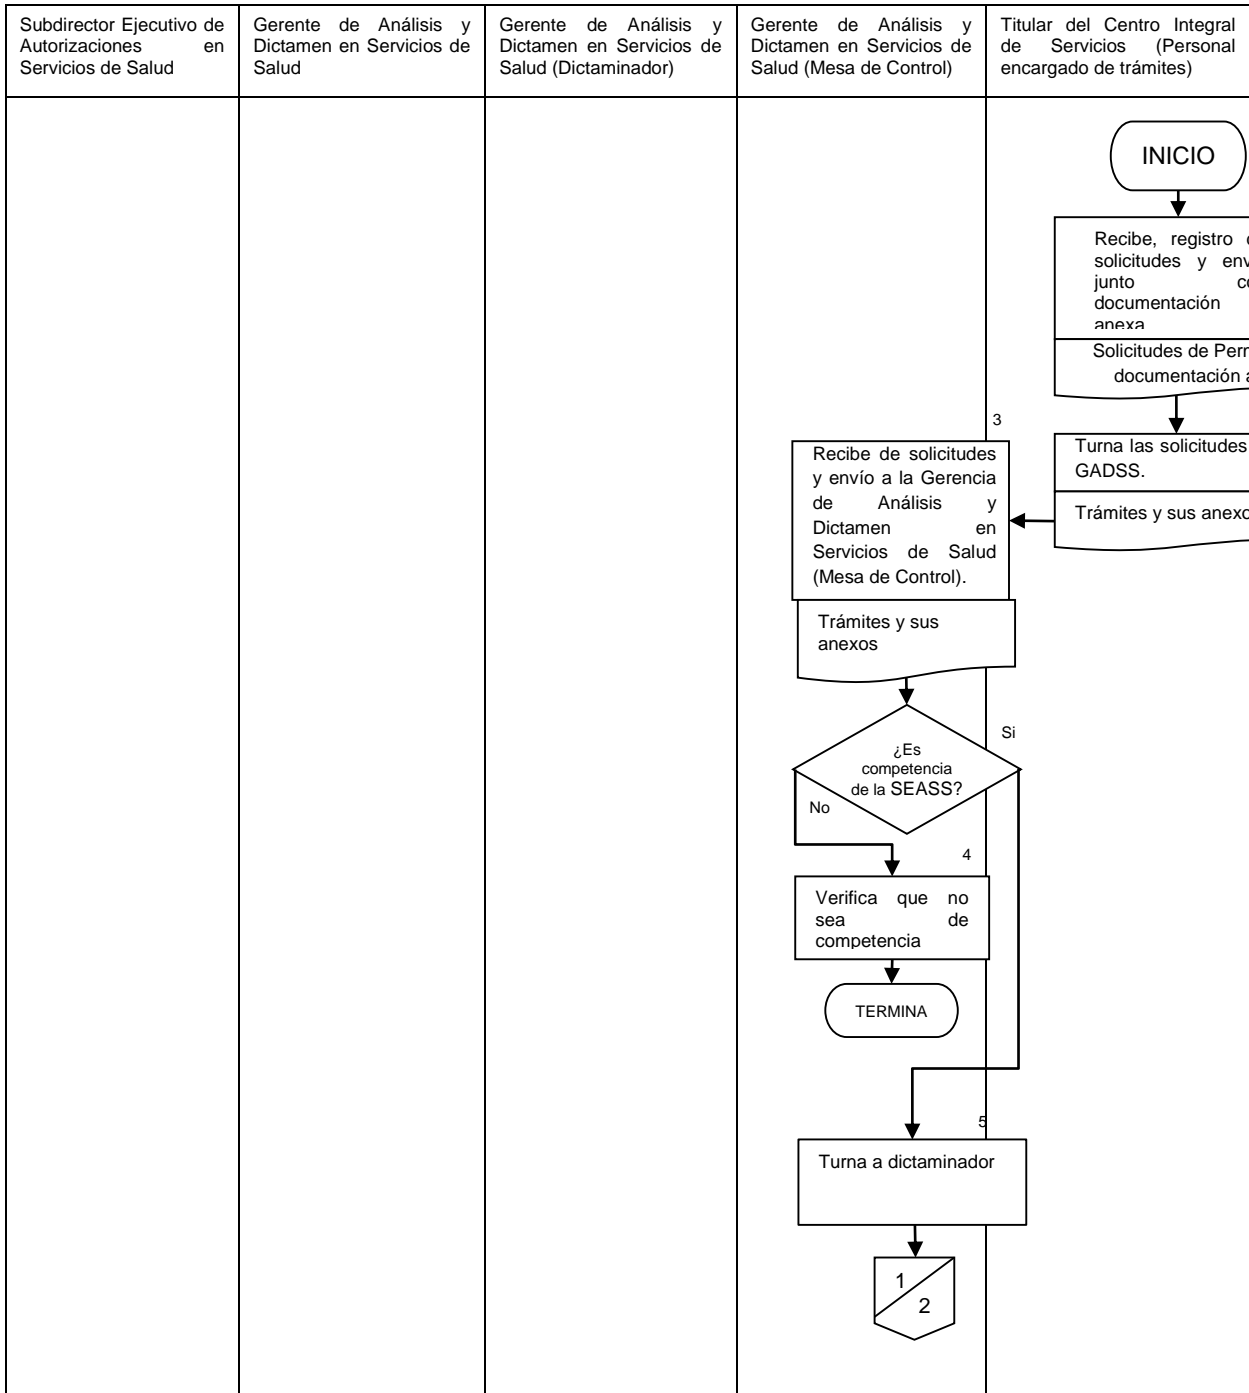 Subdirector Ejecutivo de
Autorizaciones en
Servicios de Salud
Gerente de Análisis y
Dictamen en Servicios de
Salud
Gerente de Análisis y
Dictamen en Servicios de
Salud (Dictaminador)
Gerente de Análisis y
Dictamen en Servicios de
Salud (Mesa de Control)
Titular del Centro Integral
de Servicios (Personal
encargado de trámites)
INICIO
Recibe, registro
solicitudes y
junto
documentación
anexa
Solicitudes de
documentación
3
Turna las solicitudes
GADSS.
Trámites y sus
Recibe de solicitudes
y envío a la Gerencia
de Análisis y
Dictamen en
Servicios de Salud
(Mesa de Control).
Trámites y sus
anexos
¿Es
competencia
de la SEASS?
Si
No
4
Verifica que no
sea de
competencia
TERMINA
5
Turna a dictaminador
1
2